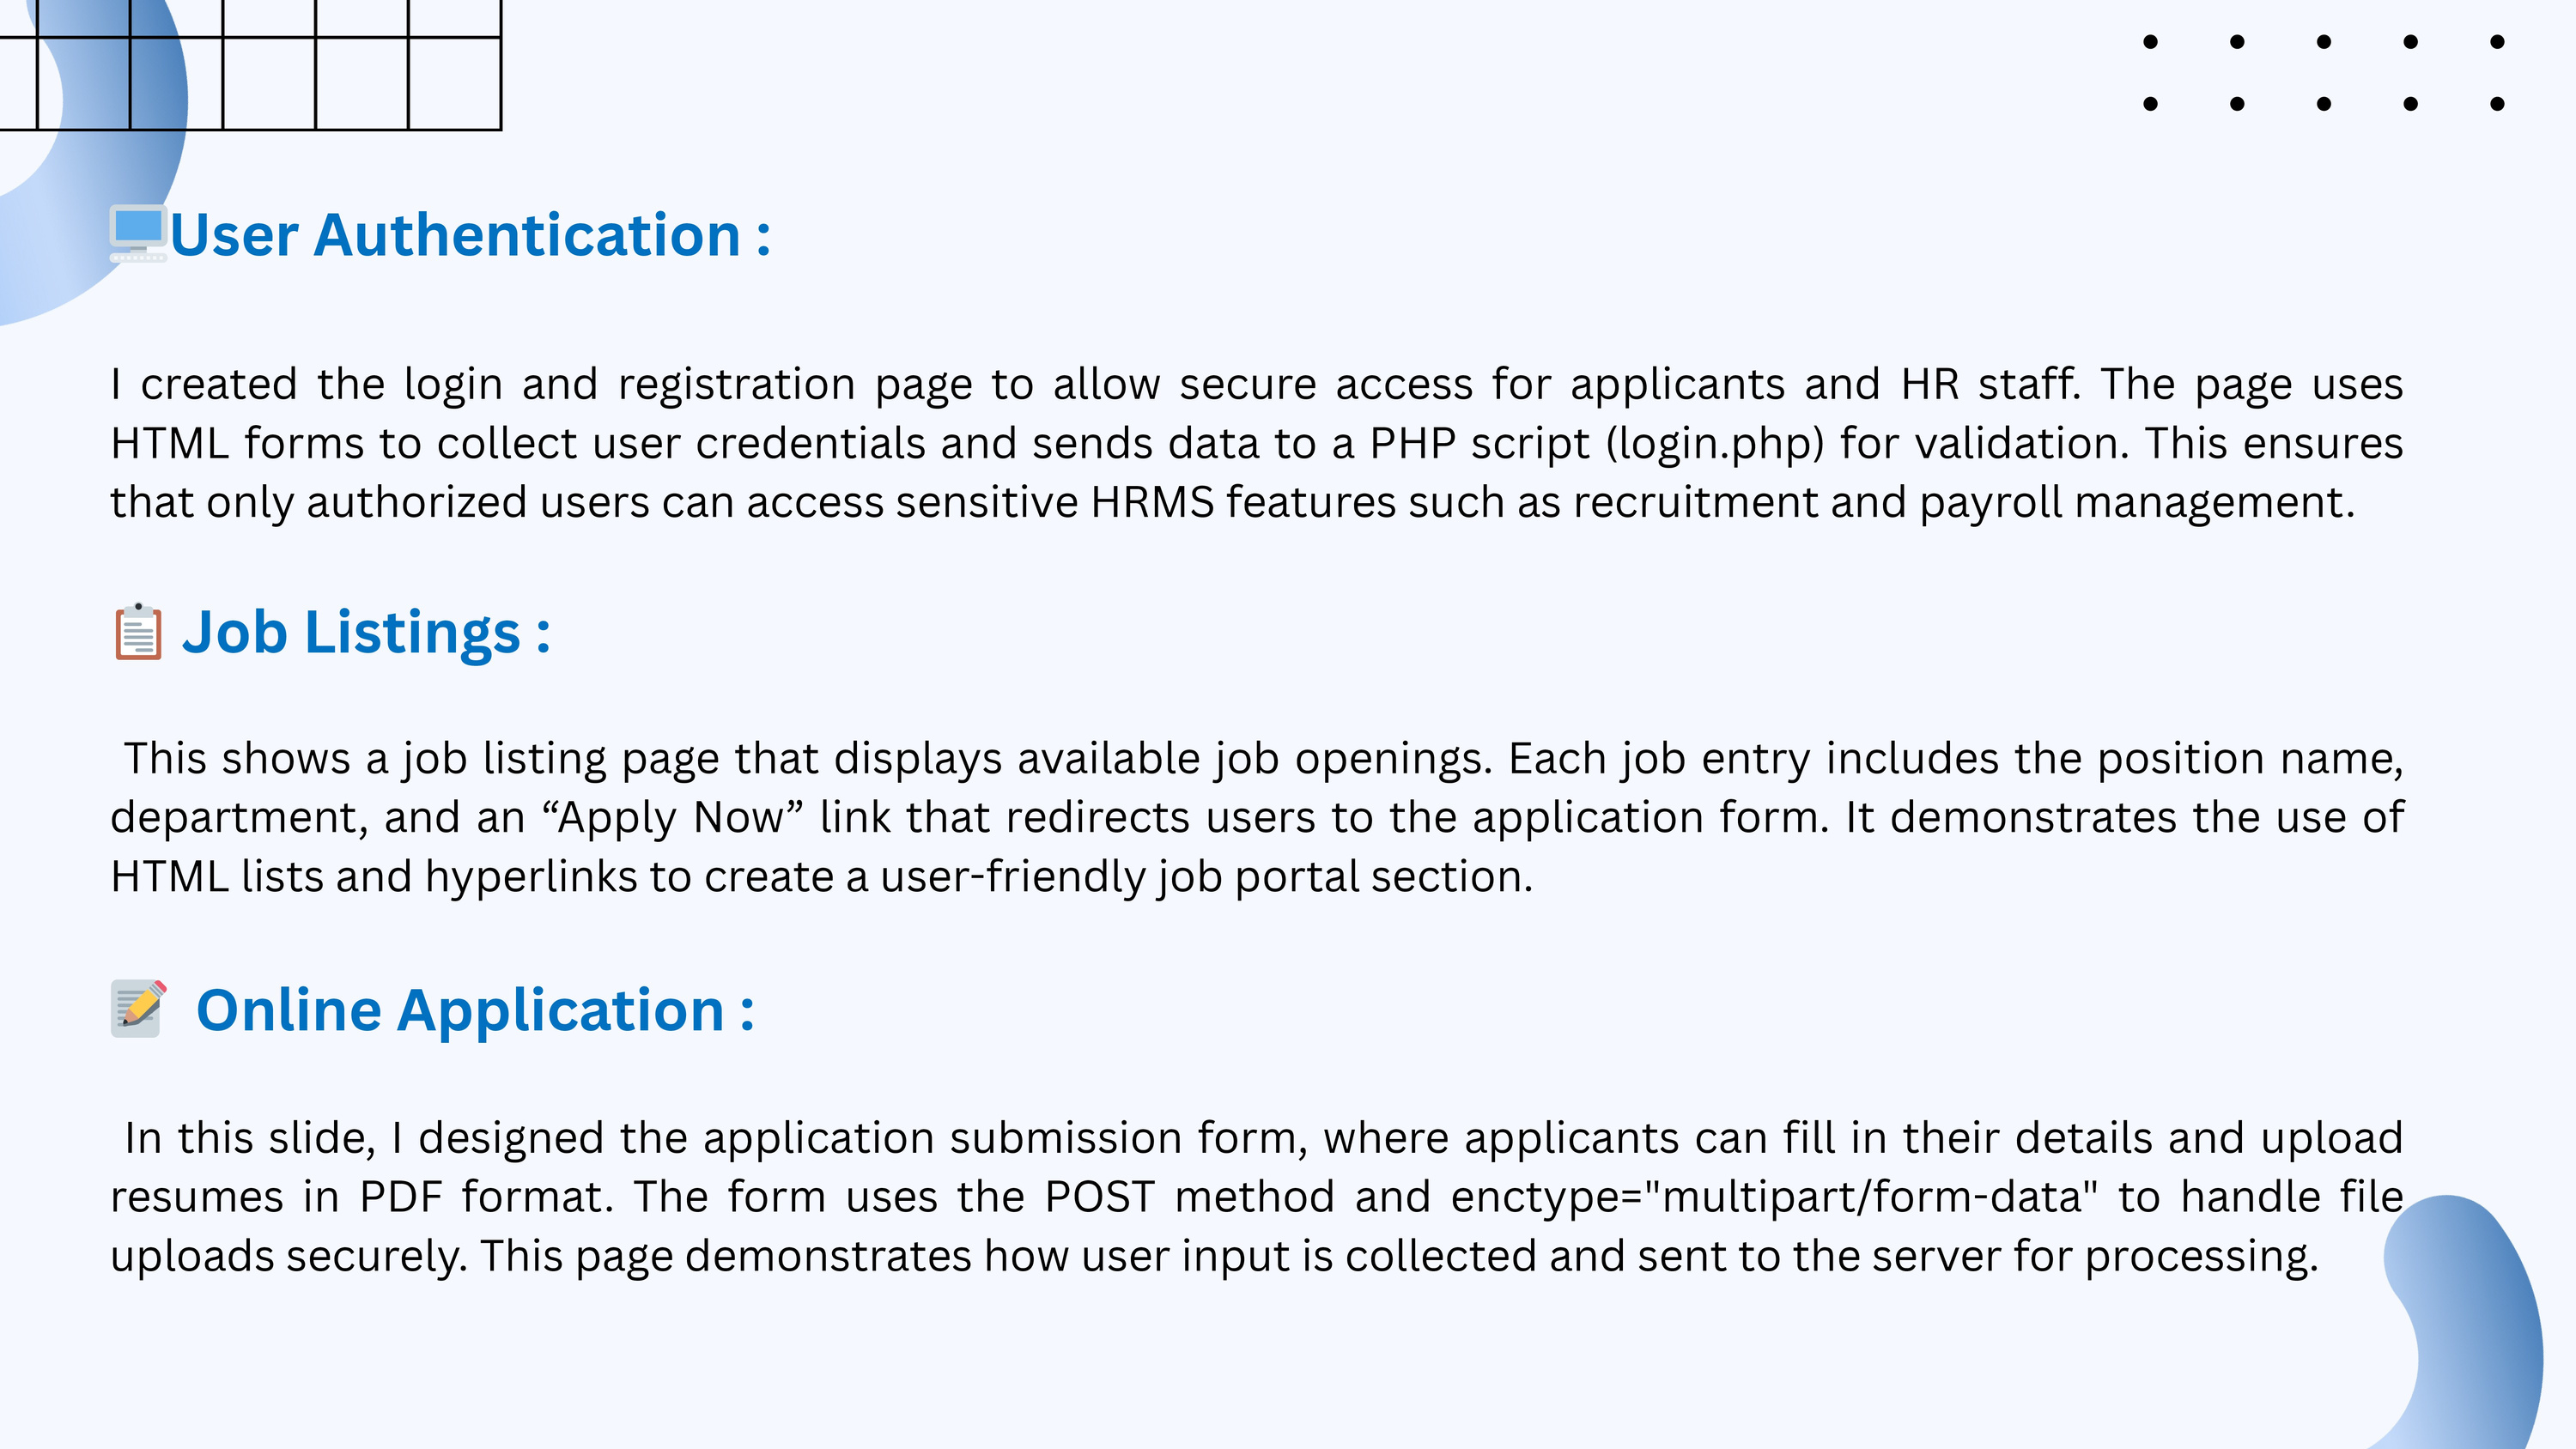 User Authentication :
I created the login and registration page to allow secure access for applicants and HR staff. The page uses
HTML forms to collect user credentials and sends data to a PHP script (login.php) for validation. This ensures
that only authorized users can access sensitive HRMS features such as recruitment and payroll management.
Job Listings :
This shows a job listing page that displays available job openings. Each job entry includes the position name,
department, and an “Apply Now” link that redirects users to the application form. It demonstrates the use of
HTML lists and hyperlinks to create a user-friendly job portal section.
Online Application :
In this slide, I designed the application submission form, where applicants can fill in their details and upload
resumes in PDF format. The form uses the POST method and enctype="multipart/form-data" to handle file
uploads securely. This page demonstrates how user input is collected and sent to the server for processing.